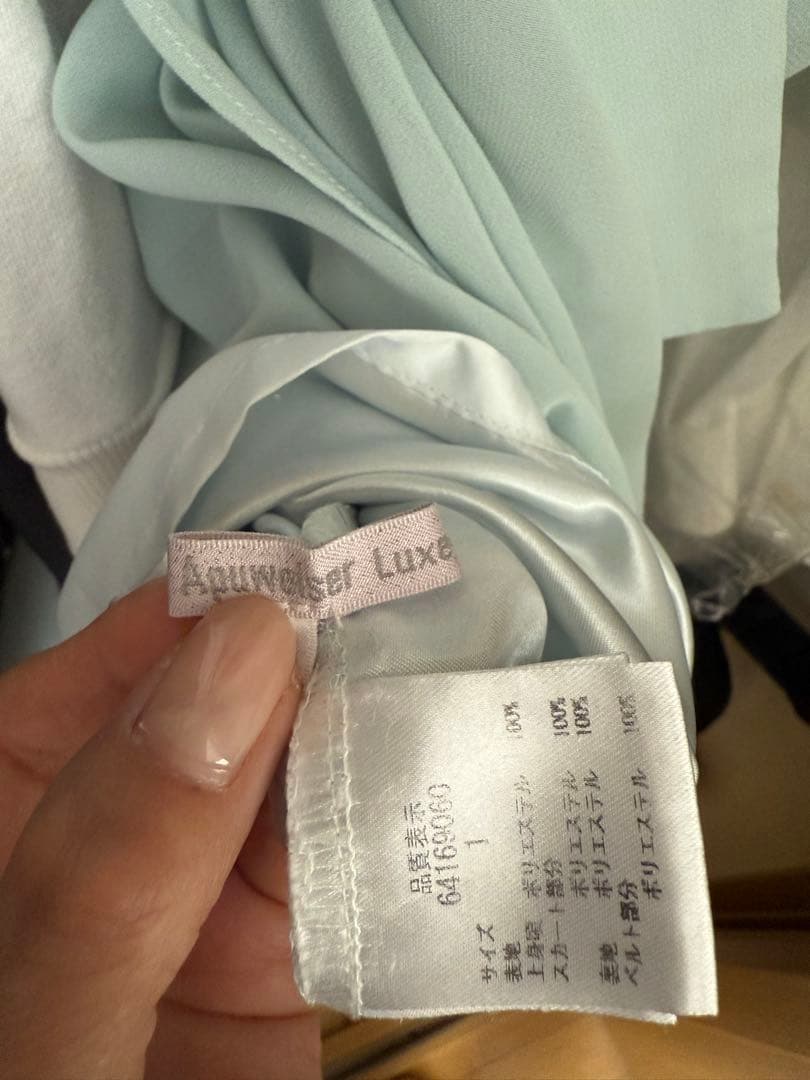 Apuweiser Luxe
品質表示
64169060
サイズ 1
表地
上身頃 ポリエステル 100%
スカート部分
ポリエステル 100%
裏地 ポリエステル 100%
ベルト部分
ポリエステル 100%